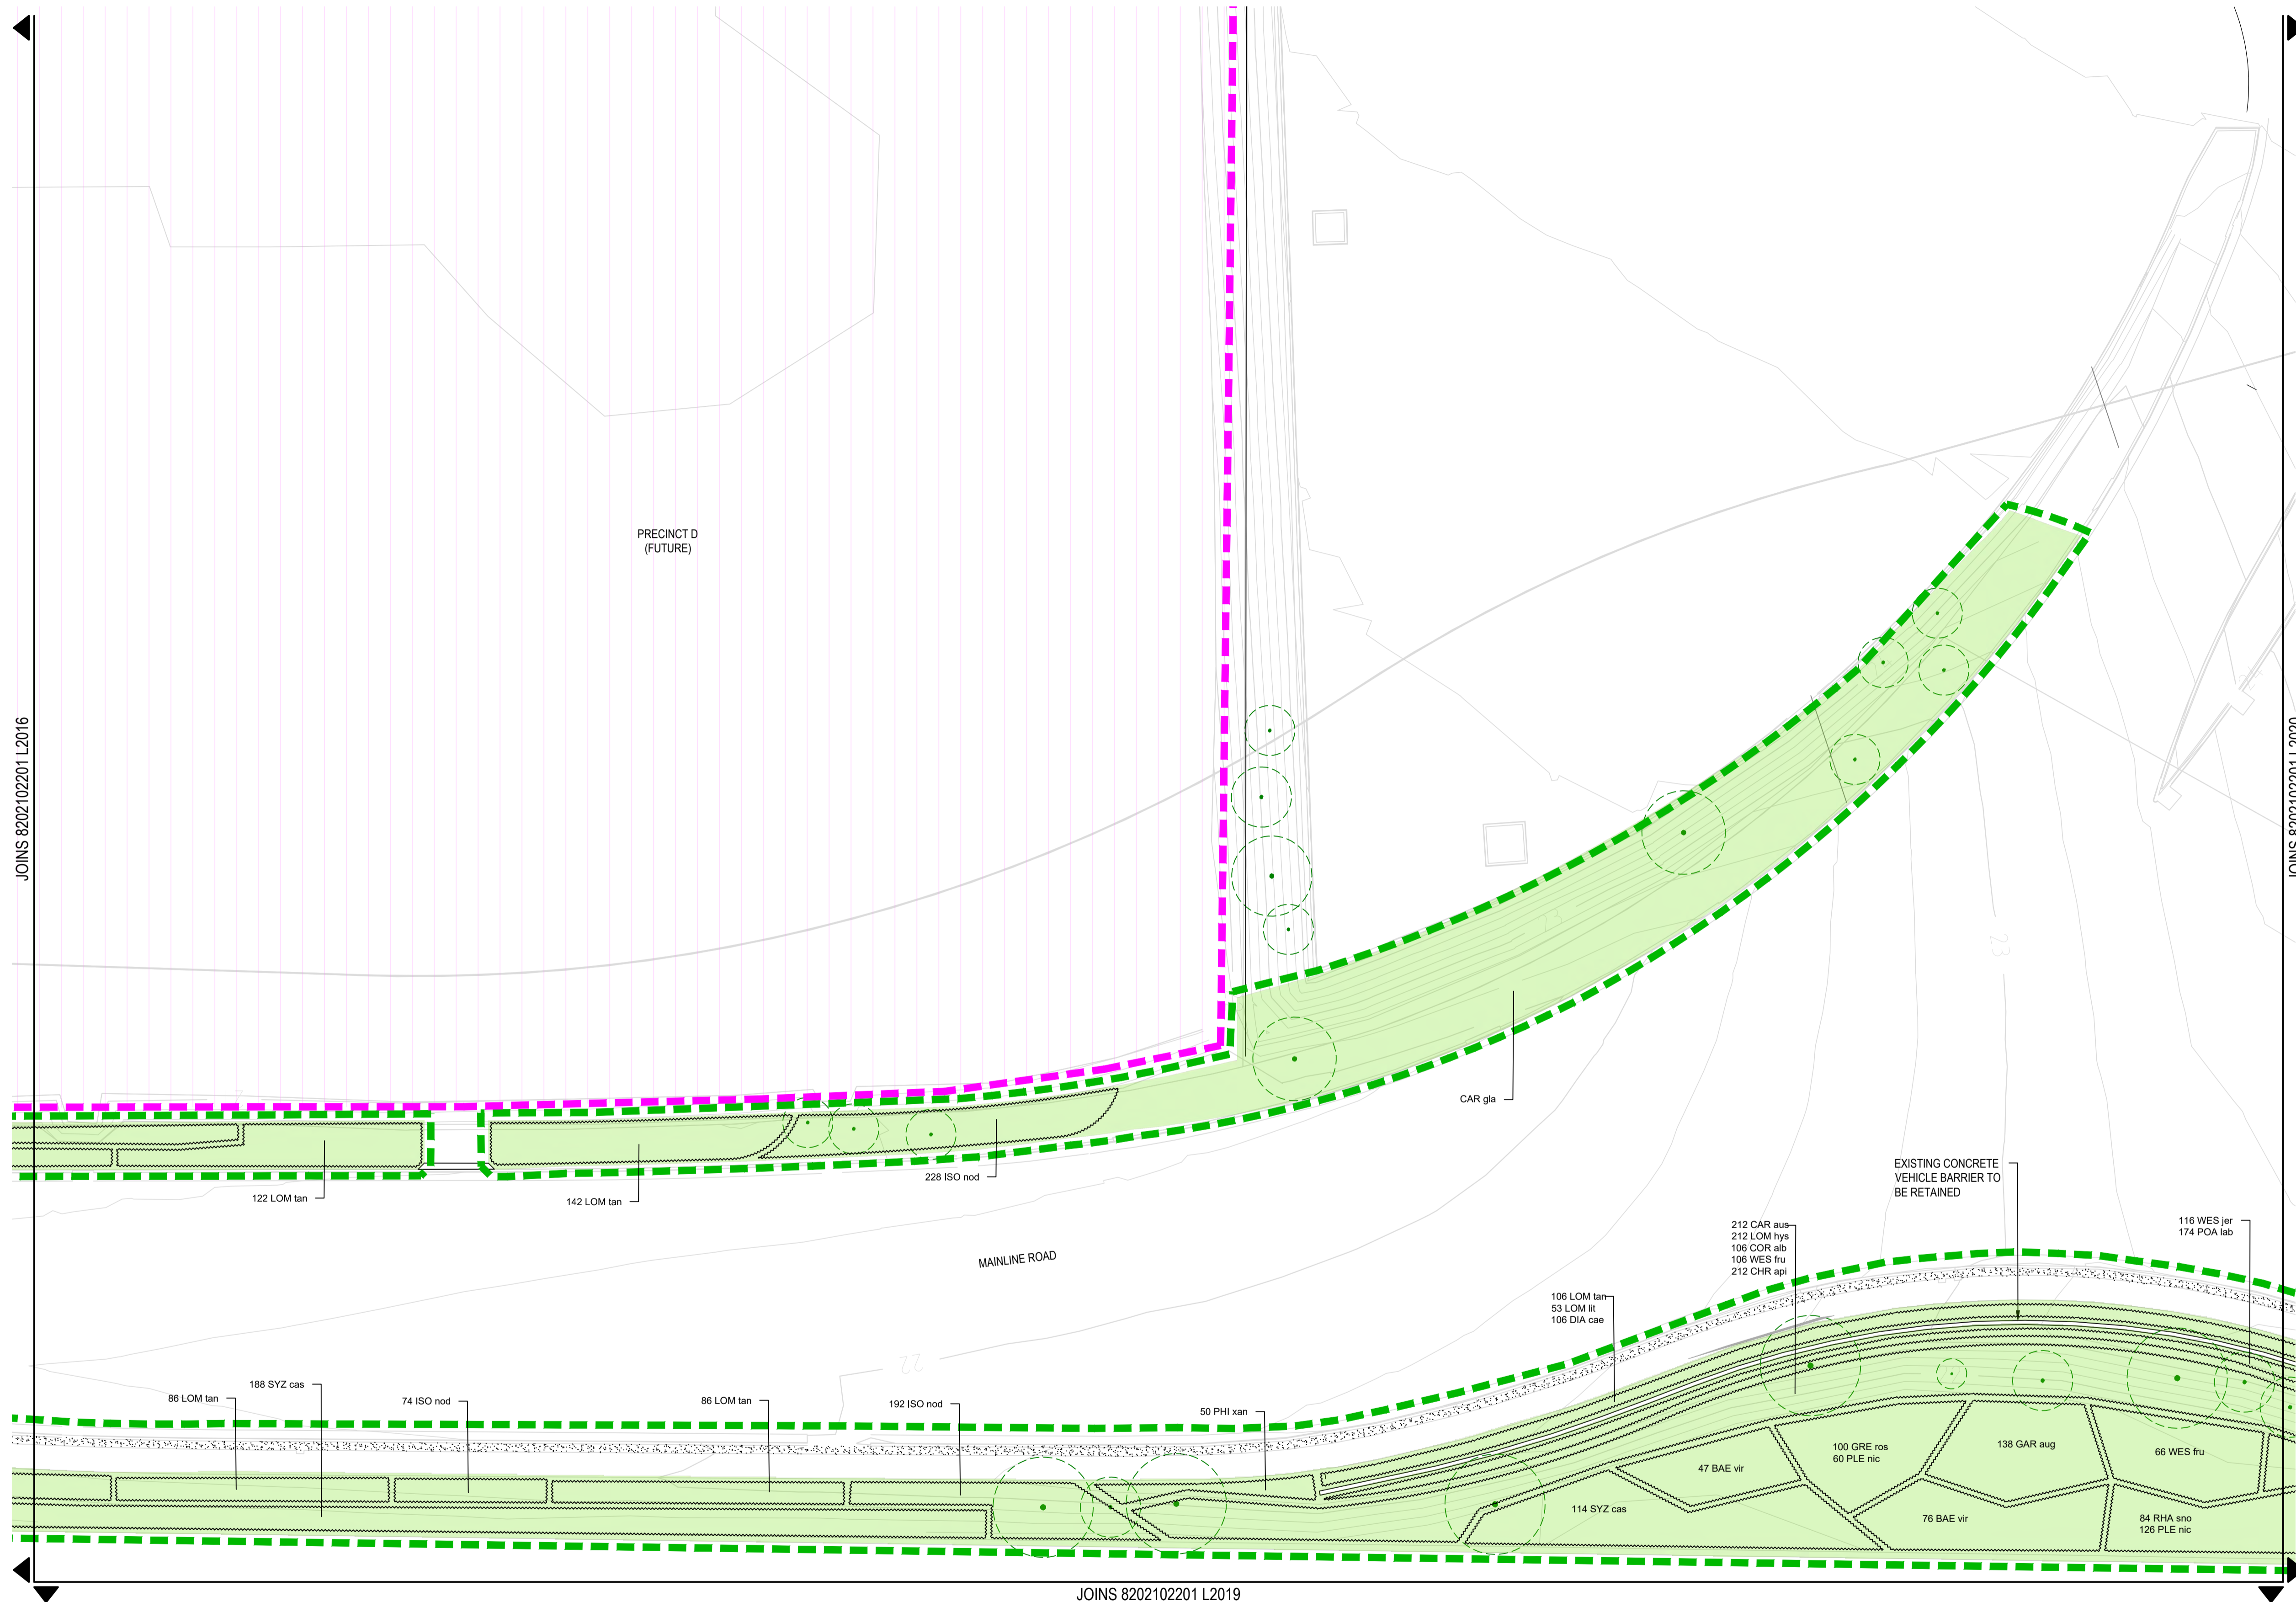 PRECINCT D
(FUTURE)
JOINS 8202102201 L2016
JOINS 8202102201 L2020
23
CAR gla
122 LOM tan
142 LOM tan
228 ISO nod
MAINLINE ROAD
EXISTING CONCRETE
VEHICLE BARRIER TO
BE RETAINED
212 CAR aus
212 LOM hys
106 COR alb
106 WES fru
212 CHR api
116 WES jer
174 POA lab
106 LOM tan
53 LOM lit
106 DIA cae
22
86 LOM tan
188 SYZ cas
74 ISO nod
86 LOM tan
192 ISO nod
50 PHI xan
47 BAE vir
100 GRE ros
60 PLE nic
138 GAR aug
66 WES fru
114 SYZ cas
76 BAE vir
84 RHA sno
126 PLE nic
JOINS 8202102201 L2019